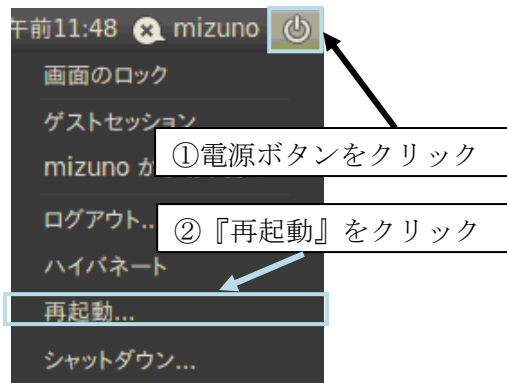 午前11:48 mizuno
画面のロック
ゲストセッション
mizuno
①電源ボタンをクリック
ログアウト...
②『再起動』をクリック
ハイバネート
再起動...
シャットダウン...